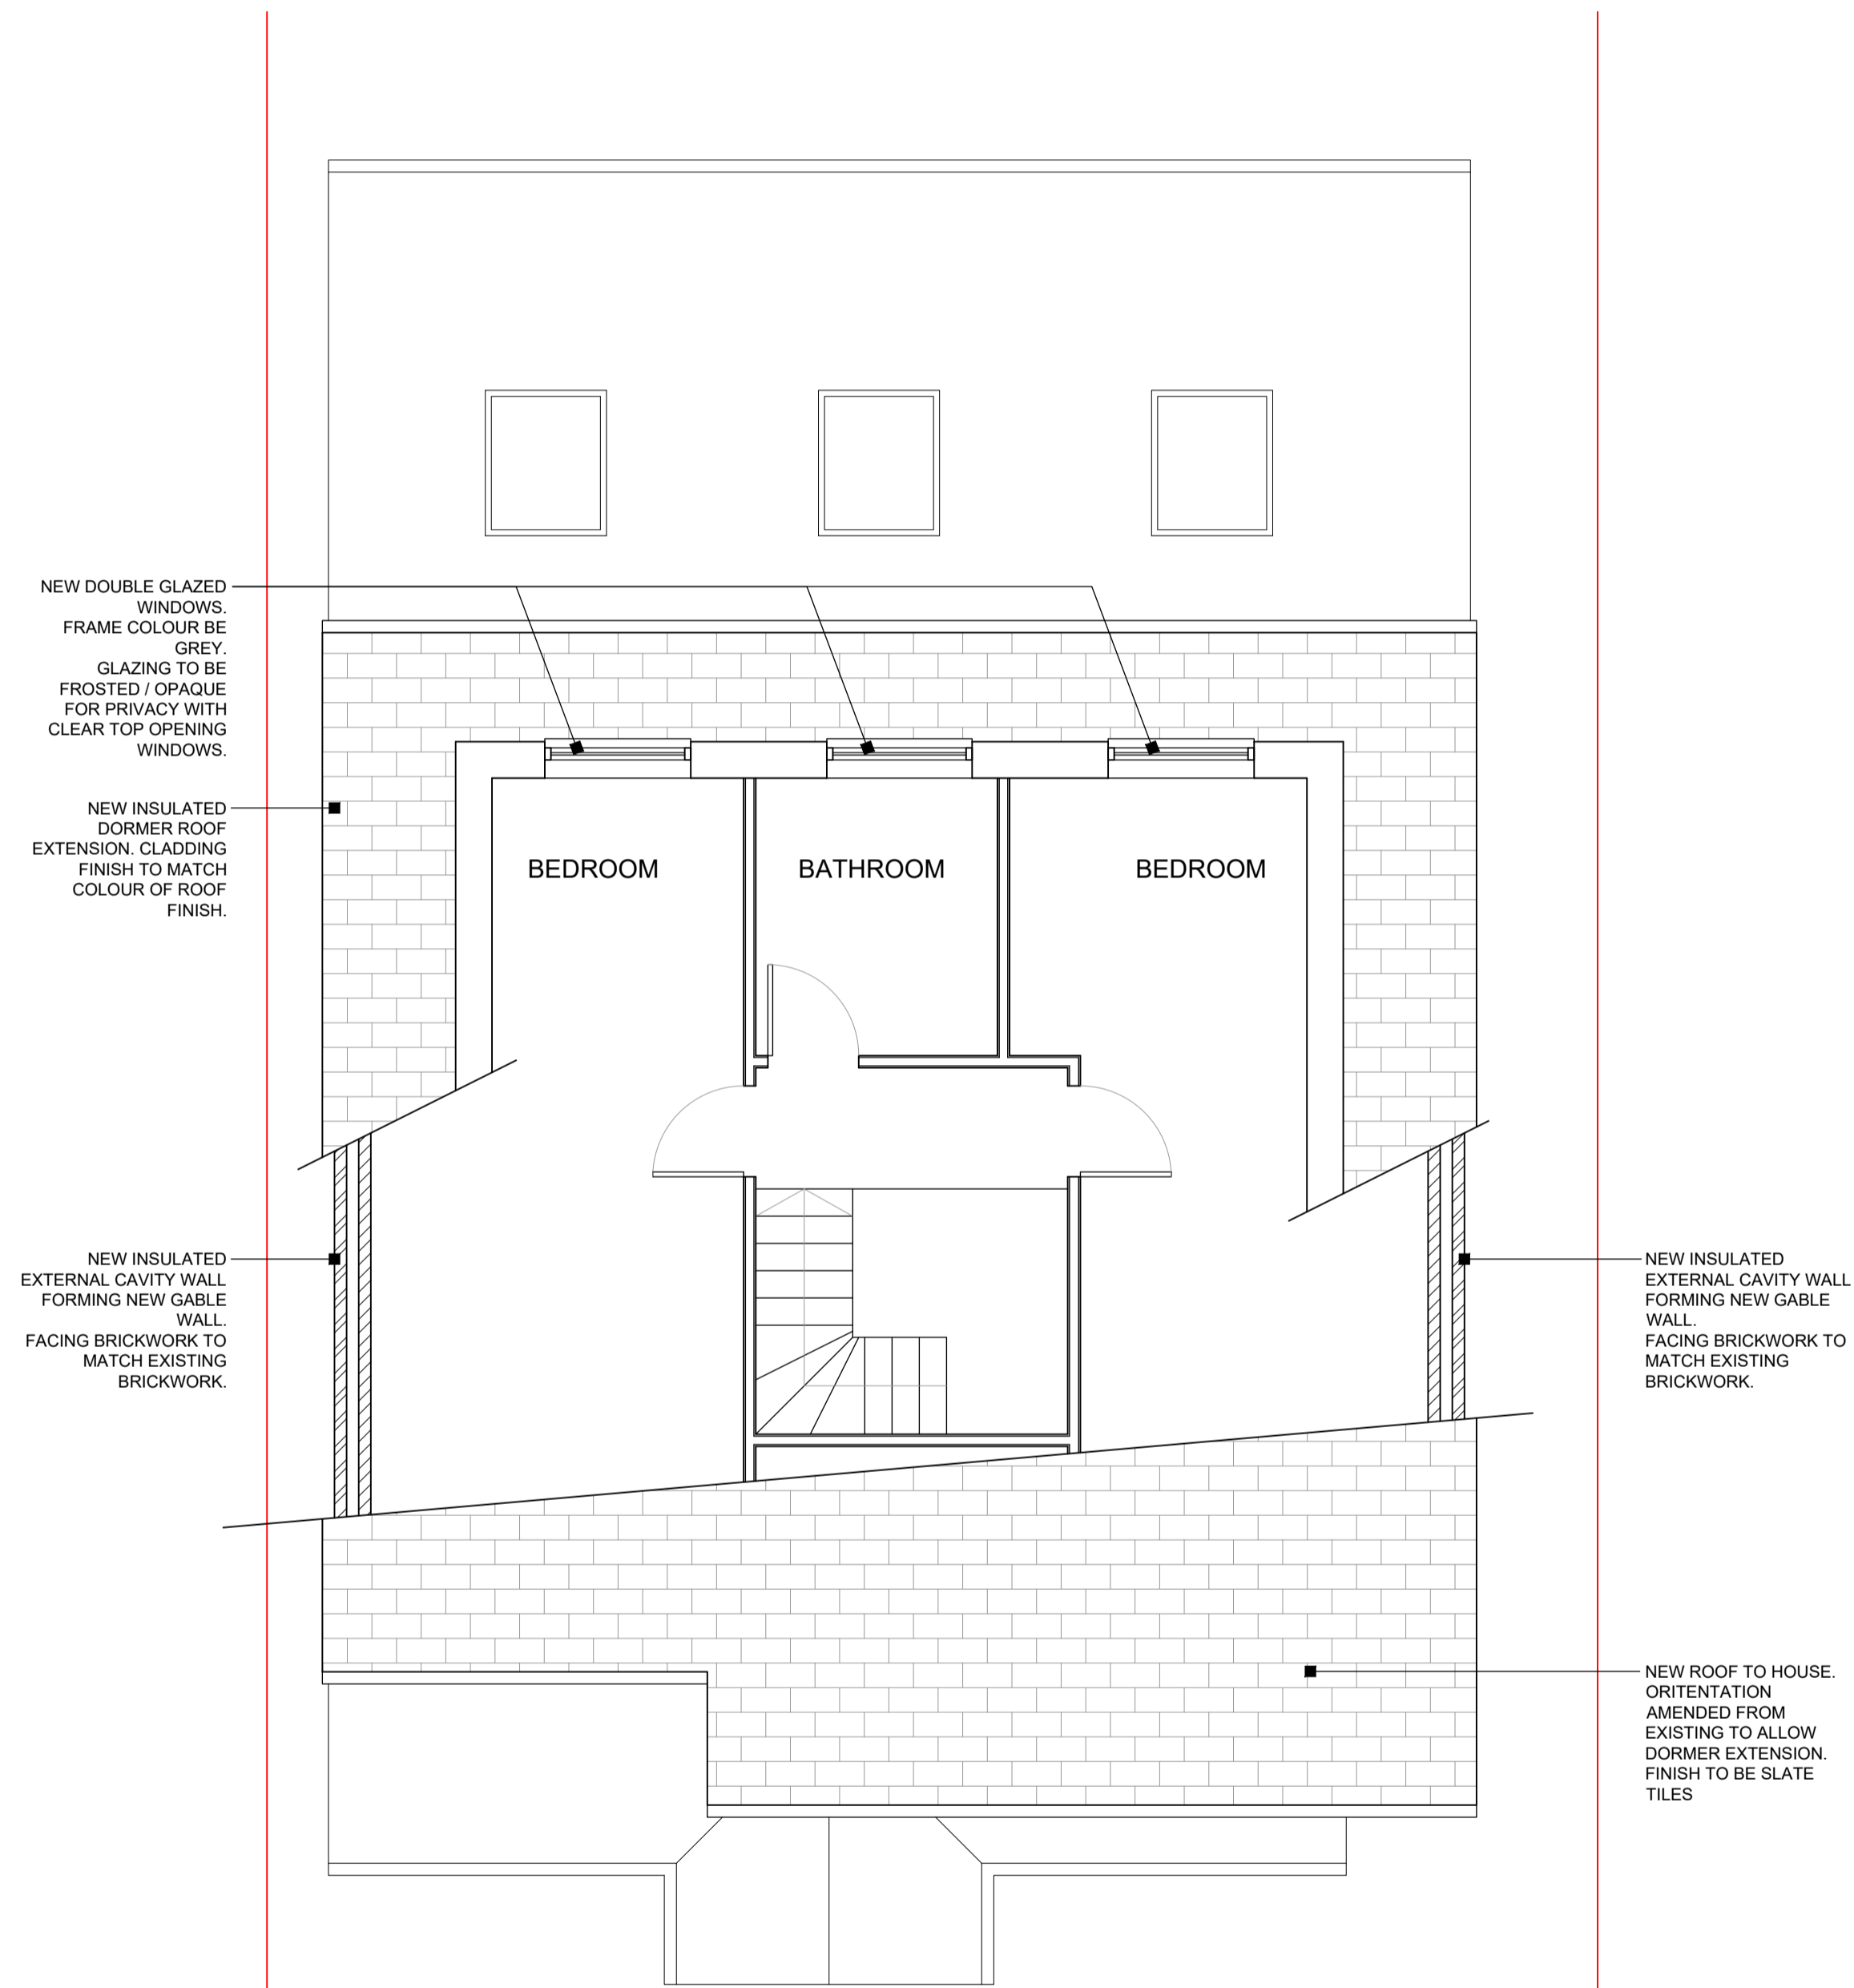 NEW DOUBLE GLAZED
WINDOWS.
FRAME COLOUR BE
GREY.
GLAZING TO BE
FROSTED / OPAQUE
FOR PRIVACY WITH
CLEAR TOP OPENING
WINDOWS.
NEW INSULATED
DORMER ROOF
EXTENSION. CLADDING
FINISH TO MATCH
COLOUR OF ROOF
FINISH.
BEDROOM
BATHROOM
BEDROOM
NEW INSULATED
EXTERNAL CAVITY WALL
FORMING NEW GABLE
WALL.
FACING BRICKWORK TO
MATCH EXISTING
BRICKWORK.
NEW INSULATED
EXTERNAL CAVITY WALL
FORMING NEW GABLE
WALL.
FACING BRICKWORK TO
MATCH EXISTING
BRICKWORK.
NEW ROOF TO HOUSE.
ORITENTATION
AMENDED FROM
EXISTING TO ALLOW
DORMER EXTENSION.
FINISH TO BE SLATE
TILES